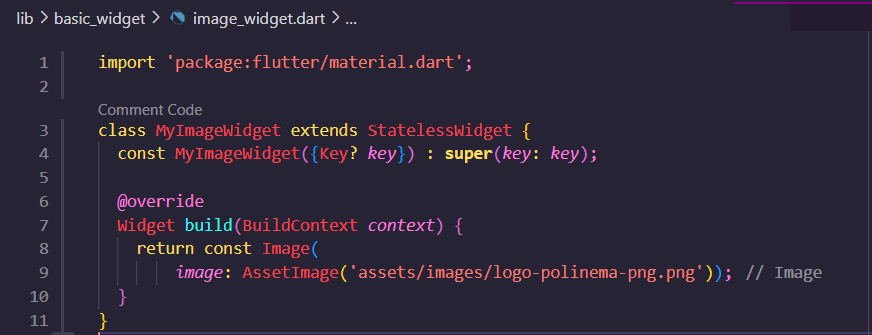 lib > basic_widget > image_widget.dart > ...
1 import 'package:flutter/material.dart';
2
Comment Code
3 class MyImageWidget extends StatelessWidget {
4 const MyImageWidget({Key? key}) : super(key: key);
5
6 @override
7 Widget build(BuildContext context) {
8 return const Image(
9 image: AssetImage('assets/images/logo-polinema-png.png')); // Image
10 }
11 }